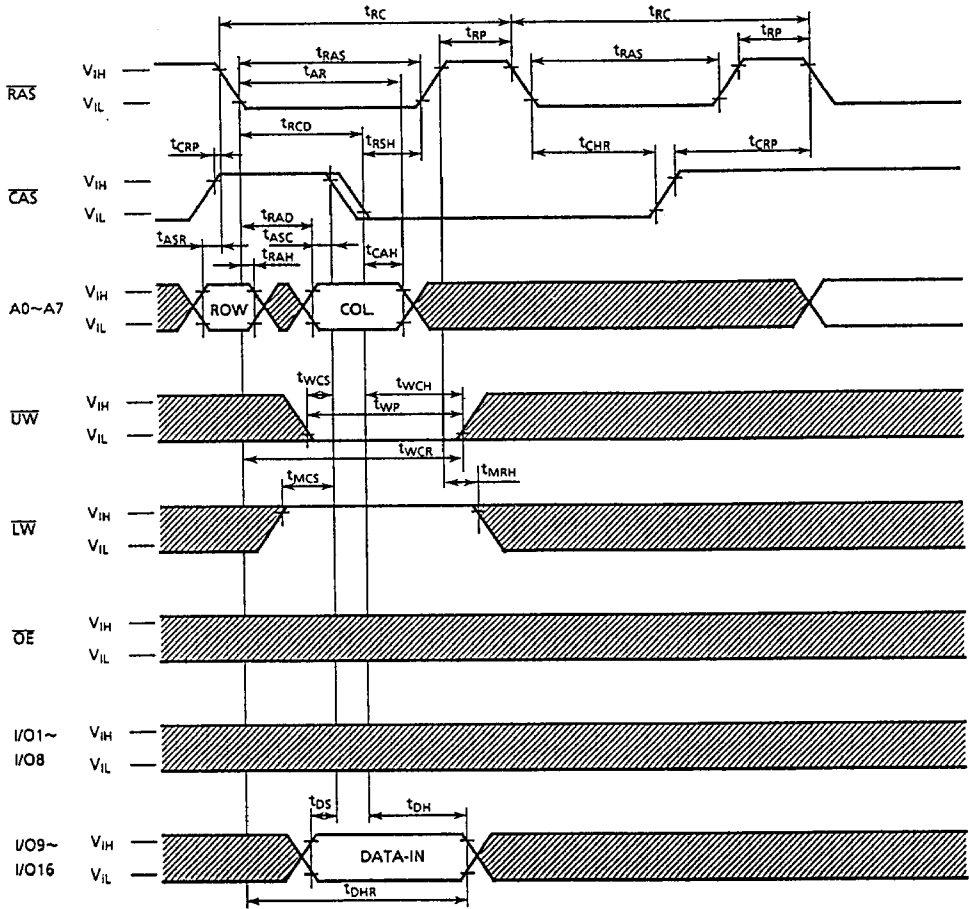 tRC tRC
tRP tRP
tRAS tRAS
tAR
RAS VIH
VIL
tRCD
tCRP tRSH tCHR tCRP
CAS VIH
VIL
tRAD
tASR tASC
tRAH tCAH
A0~A7 VIH
ROW COL.
VIL
tWCS tWCH
tWP
UW VIH
VIL
tWCR
tMCS tMRH
LW VIH
VIL
OE VIH
VIL
I/O1~ VIH
I/O8 VIL
tDS tDH
I/O9~ VIH
DATA-IN
I/O16 VIL
tDHR